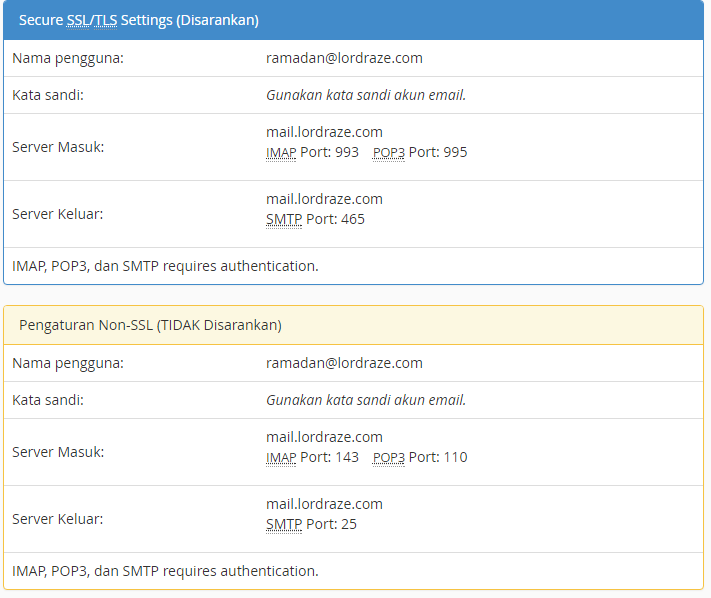 Secure SSL/TLS Settings (Disarankan)
Nama pengguna: ramadan@lordraze.com
Kata sandi: Gunakan kata sandi akun email.
Server Masuk: mail.lordraze.com
IMAP Port: 993 POP3 Port: 995
Server Keluar: mail.lordraze.com
SMTP Port: 465
IMAP, POP3, dan SMTP requires authentication.
Pengaturan Non-SSL (TIDAK Disarankan)
Nama pengguna: ramadan@lordraze.com
Kata sandi: Gunakan kata sandi akun email.
Server Masuk: mail.lordraze.com
IMAP Port: 143 POP3 Port: 110
Server Keluar: mail.lordraze.com
SMTP Port: 25
IMAP, POP3, dan SMTP requires authentication.